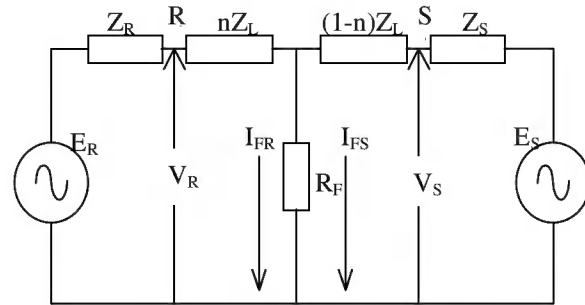 Z_R R nZ_L (1-n)Z_L S Z_S
E_R I_FR I_FS E_S
V_R R_F V_S